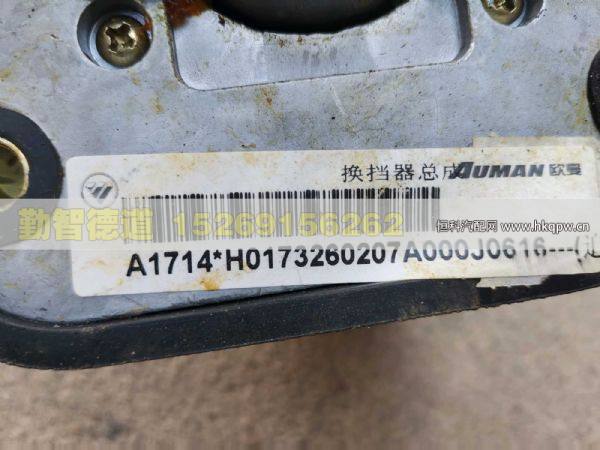 换挡器总成 AUMAN 欧曼
勤智德道 15269156262
恒科汽配网
www.hkqpw.cn
A1714*H0173260207A000J0616---(